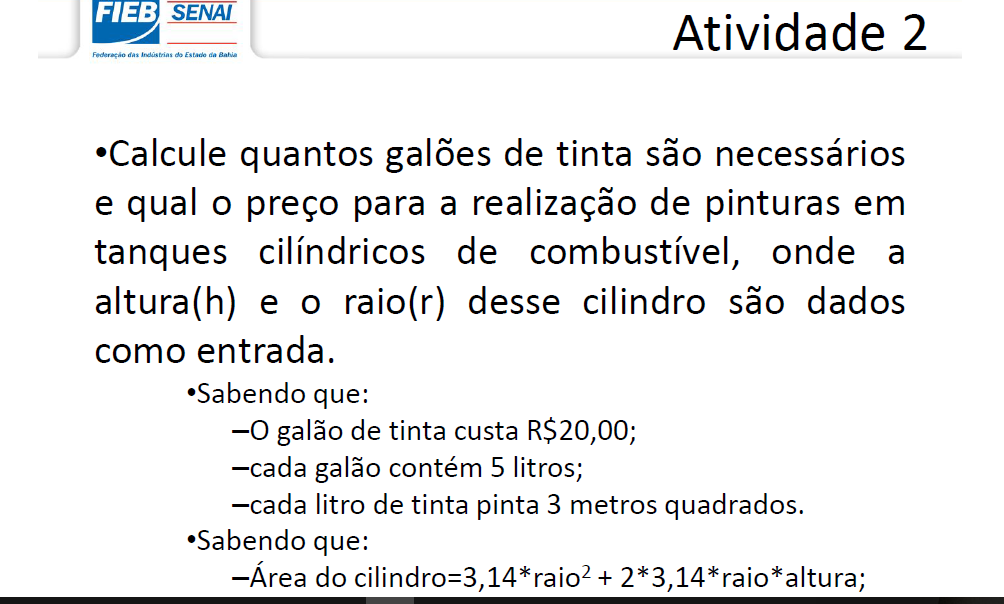 FIEB SENAI
Federação das Indústrias do Estado da Bahia
Atividade 2
•Calcule quantos galões de tinta são necessários
e qual o preço para a realização de pinturas em
tanques cilíndricos de combustível, onde a
altura(h) e o raio(r) desse cilindro são dados
como entrada.
•Sabendo que:
–O galão de tinta custa R$20,00;
–cada galão contém 5 litros;
–cada litro de tinta pinta 3 metros quadrados.
•Sabendo que:
–Área do cilindro=3,14*raio² + 2*3,14*raio*altura;